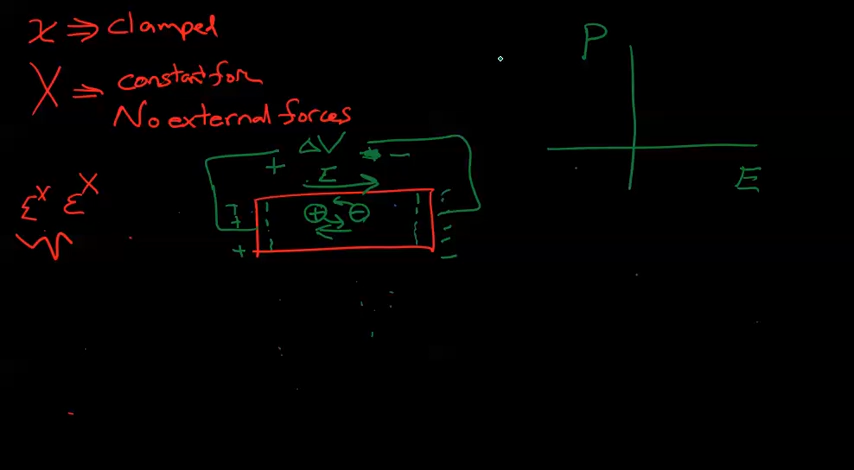 x ⇒ clamped
X ⇒ constant for
No external forces
ΔV
+ −
E
ε^x ε^X
+ −
+
+
P
E